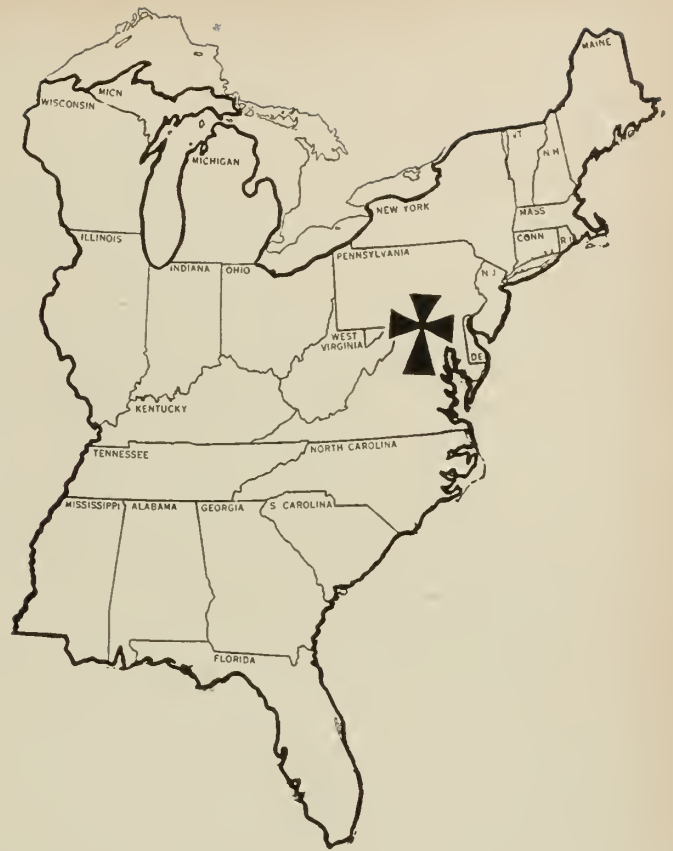 MAINE
MICN
WISCONSIN
VT
N H
MICHIGAN
NEW YORK
MASS
CONN
R I
ILLINOIS
PENNSYLVANIA
INDIANA
OHIO
N J
WEST
VIRGINIA
DE
KENTUCKY
TENNESSEE
NORTH CAROLINA
MISSISSIPPI
ALABAMA
GEORGIA
S CAROLINA
FLORIDA